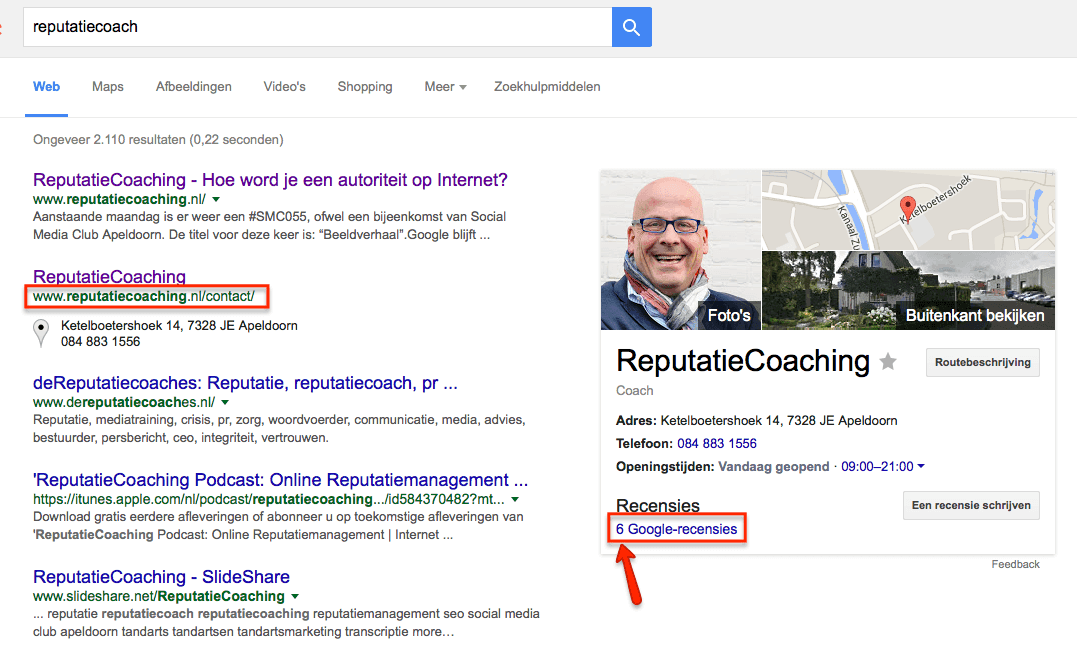 reputatiecoach
Web Maps Afbeeldingen Video's Shopping Meer Zoekhulpmiddelen
Ongeveer 2.110 resultaten (0,22 seconden)
ReputatieCoaching - Hoe word je een autoriteit op Internet?
www.reputatiecoaching.nl/
Aanstaande maandag is er weer een #SMC055, ofwel een bijeenkomst van Social
Media Club Apeldoorn. De titel voor deze keer is: “Beeldverhaal”.Google blijft ...
ReputatieCoaching
www.reputatiecoaching.nl/contact/
Ketelboetershoek 14, 7328 JE Apeldoorn
084 883 1556
deReputatiecoaches: Reputatie, reputatiecoach, pr ...
www.dereputatiecoaches.nl/
Reputatie, mediatraining, crisis, pr, zorg, woordvoerder, communicatie, media, advies,
bestuurder, persbericht, ceo, integriteit, vertrouwen.
'ReputatieCoaching Podcast: Online Reputatiemanagement ...
https://itunes.apple.com/nl/podcast/reputatiecoaching.../id584370482?mt...
Download gratis eerdere afleveringen of abonneer u op toekomstige afleveringen van
'ReputatieCoaching Podcast: Online Reputatiemanagement | Internet ...
ReputatieCoaching - SlideShare
www.slideshare.net/ReputatieCoaching
... reputatie reputatiecoach reputatiecoaching reputatiemanagement seo social media
club apeldoorn tandarts tandartsen tandartsmarketing transcriptie more…
Foto's
Kanaal Zu
Ketelboetershoek
Buitenkant bekijken
ReputatieCoaching
Routebeschrijving
Coach
Adres: Ketelboetershoek 14, 7328 JE Apeldoorn
Telefoon: 084 883 1556
Openingstijden: Vandaag geopend · 09:00–21:00
Recensies
Een recensie schrijven
6 Google-recensies
Feedback